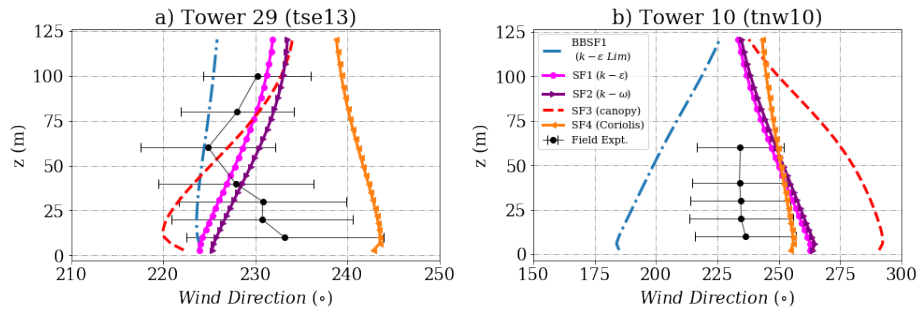 a) Tower 29 (tse13)
b) Tower 10 (tnw10)
z (m)
125
100
75
50
25
0
210
220
230
240
250
Wind Direction (∘)
z (m)
125
100
75
50
25
0
150
175
200
225
250
275
300
Wind Direction (∘)
BBSF1
(k−ε Lim)
SF1 (k−ε)
SF2 (k−ω)
SF3 (canopy)
SF4 (Coriolis)
Field Expt.